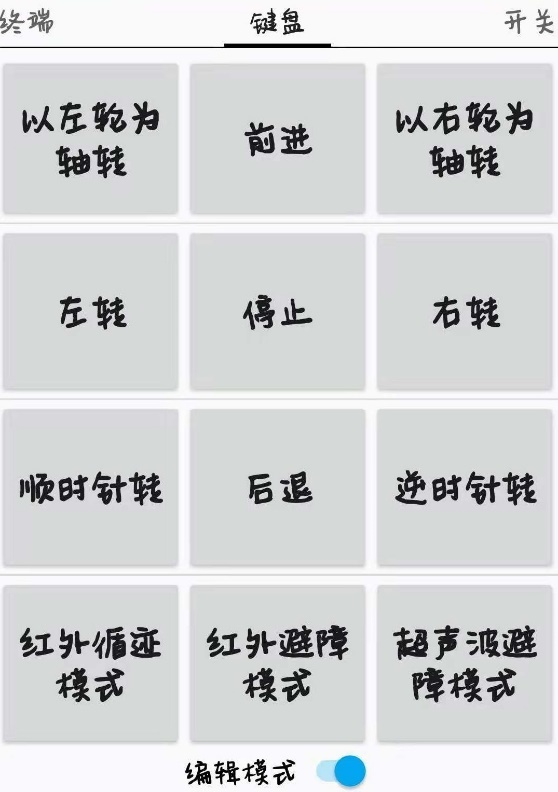 终端 键盘 开关
以左轮为
轴转
前进
以右轮为
轴转
左转
停止
右转
顺时针转
后退
逆时针转
红外循迹
模式
红外避障
模式
超声波避
障模式
编辑模式